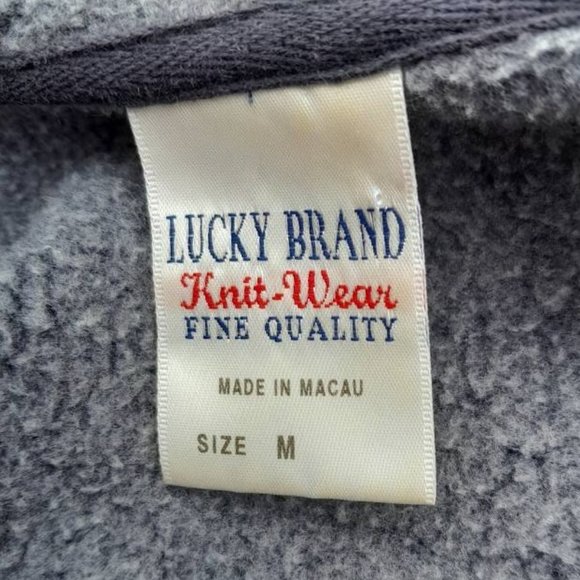 LUCKY BRAND
Knit-Wear
FINE QUALITY
MADE IN MACAU
SIZE M